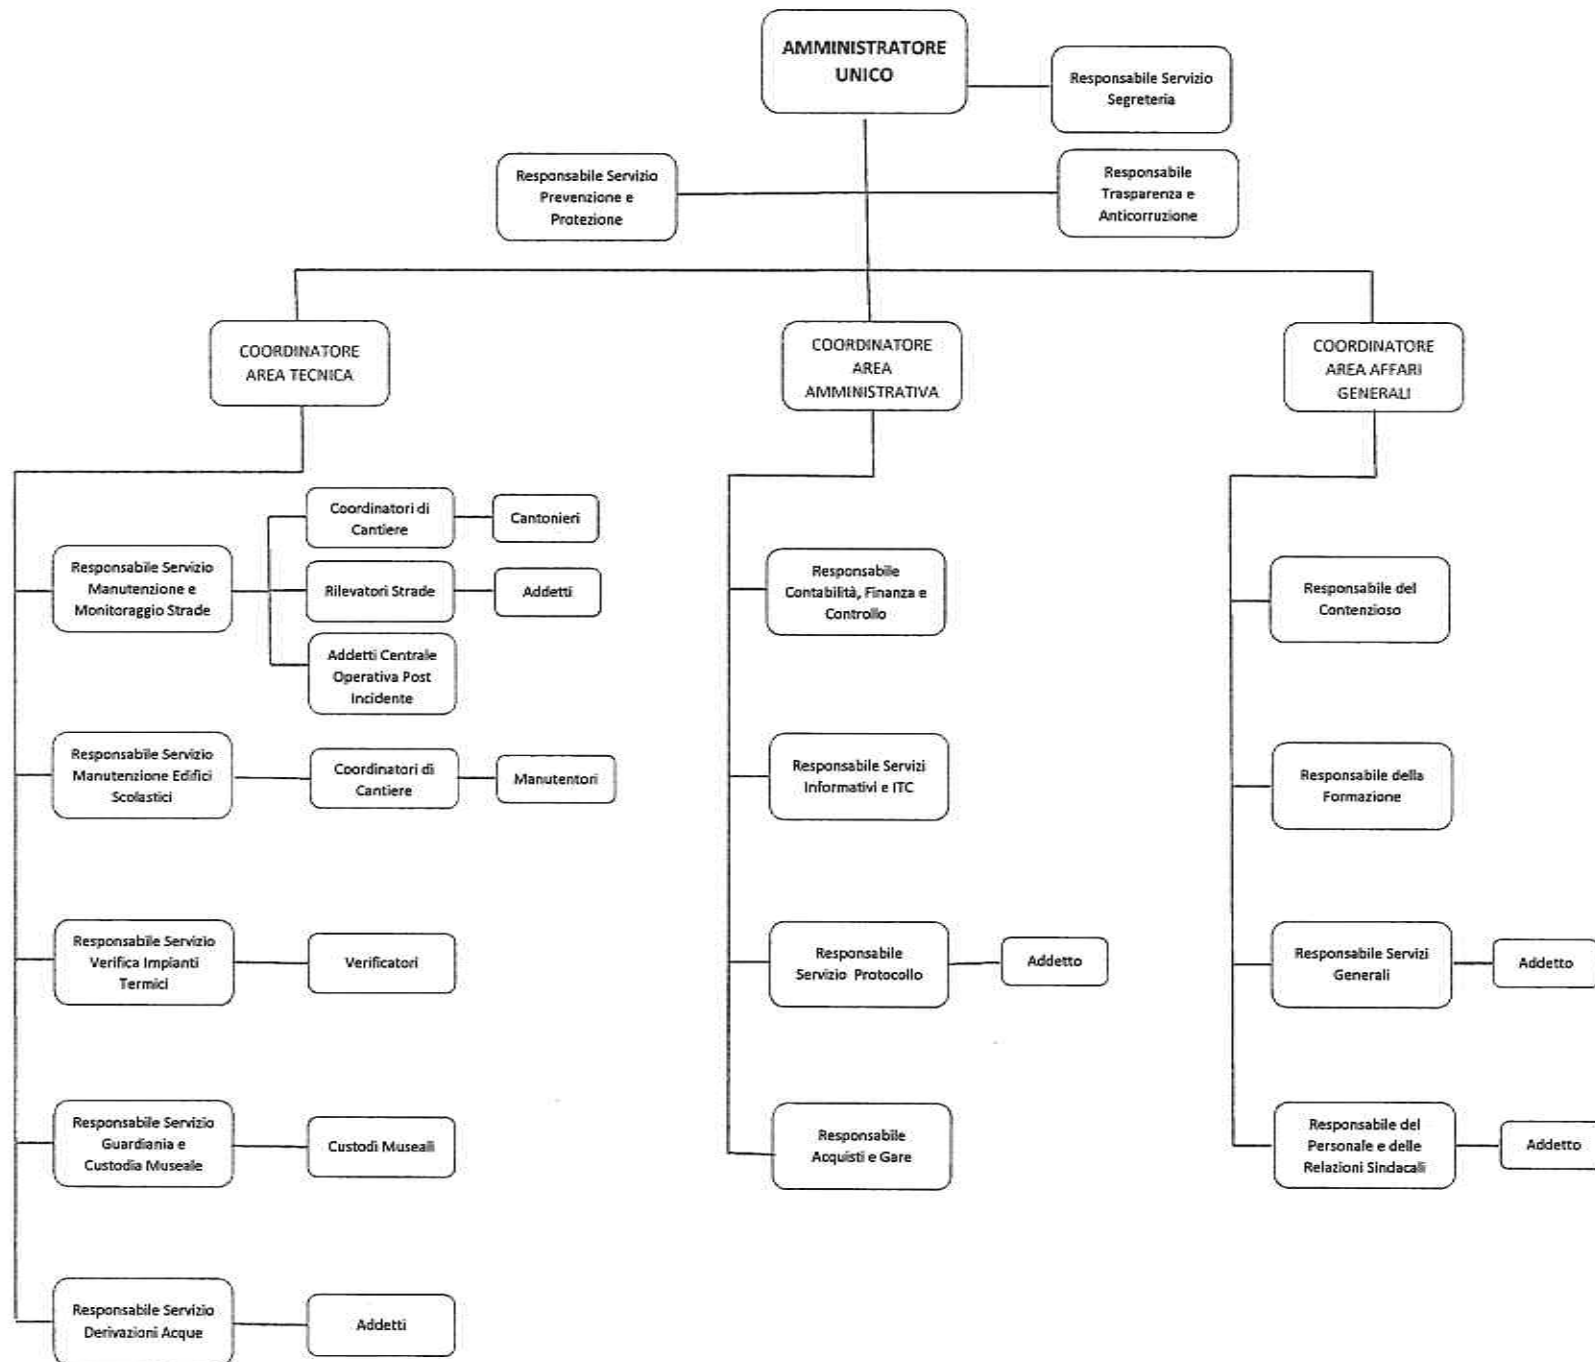 AMMINISTRATORE
UNICO
Responsabile Servizio
Segreteria
Responsabile Servizio
Prevenzione e
Protezione
Responsabile
Trasparenza e
Anticorruzione
COORDINATORE
AREA TECNICA
COORDINATORE
AREA
AMMINISTRATIVA
COORDINATORE
AREA AFFARI
GENERALI
Responsabile Servizio
Manutenzione e
Monitoraggio Strade
Coordinatori di
Cantiere
Cantonieri
Rilevatori Strade
Addetti
Addetti Centrale
Operativa Post
Incidente
Responsabile Servizio
Manutenzione Edifici
Scolastici
Coordinatori di
Cantiere
Manutentori
Responsabile Servizio
Verifica Impianti
Termici
Verificatori
Responsabile Servizio
Guardiania e
Custodia Museale
Custodi Museali
Responsabile Servizio
Derivazioni Acque
Addetti
Responsabile
Contabilità, Finanza e
Controllo
Responsabile Servizi
Informativi e ITC
Responsabile
Servizio Protocollo
Addetto
Responsabile
Acquisti e Gare
Responsabile del
Contenzioso
Responsabile della
Formazione
Responsabile Servizi
Generali
Addetto
Responsabile del
Personale e delle
Relazioni Sindacali
Addetto